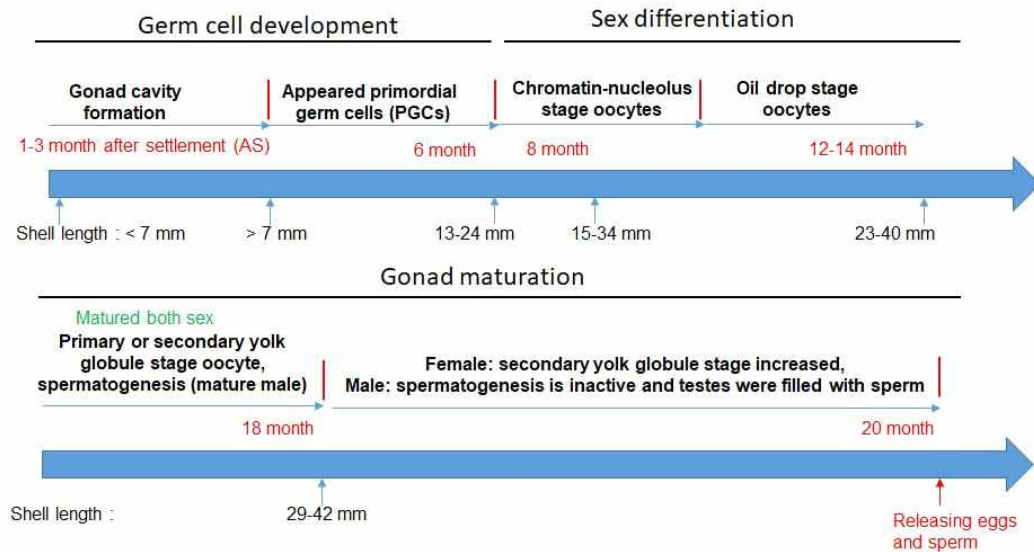 Germ cell development
Sex differentiation
Gonad cavity
formation
Appeared primordial
germ cells (PGCs)
Chromatin-nucleolus
stage oocytes
Oil drop stage
oocytes
1-3 month after settlement (AS)
6 month
8 month
12-14 month
Shell length : < 7 mm
> 7 mm
13-24 mm
15-34 mm
23-40 mm
Gonad maturation
Matured both sex
Primary or secondary yolk
globule stage oocyte,
spermatogenesis (mature male)
Female: secondary yolk globule stage increased,
Male: spermatogenesis is inactive and testes were filled with sperm
18 month
20 month
Shell length :
29-42 mm
Releasing eggs
and sperm